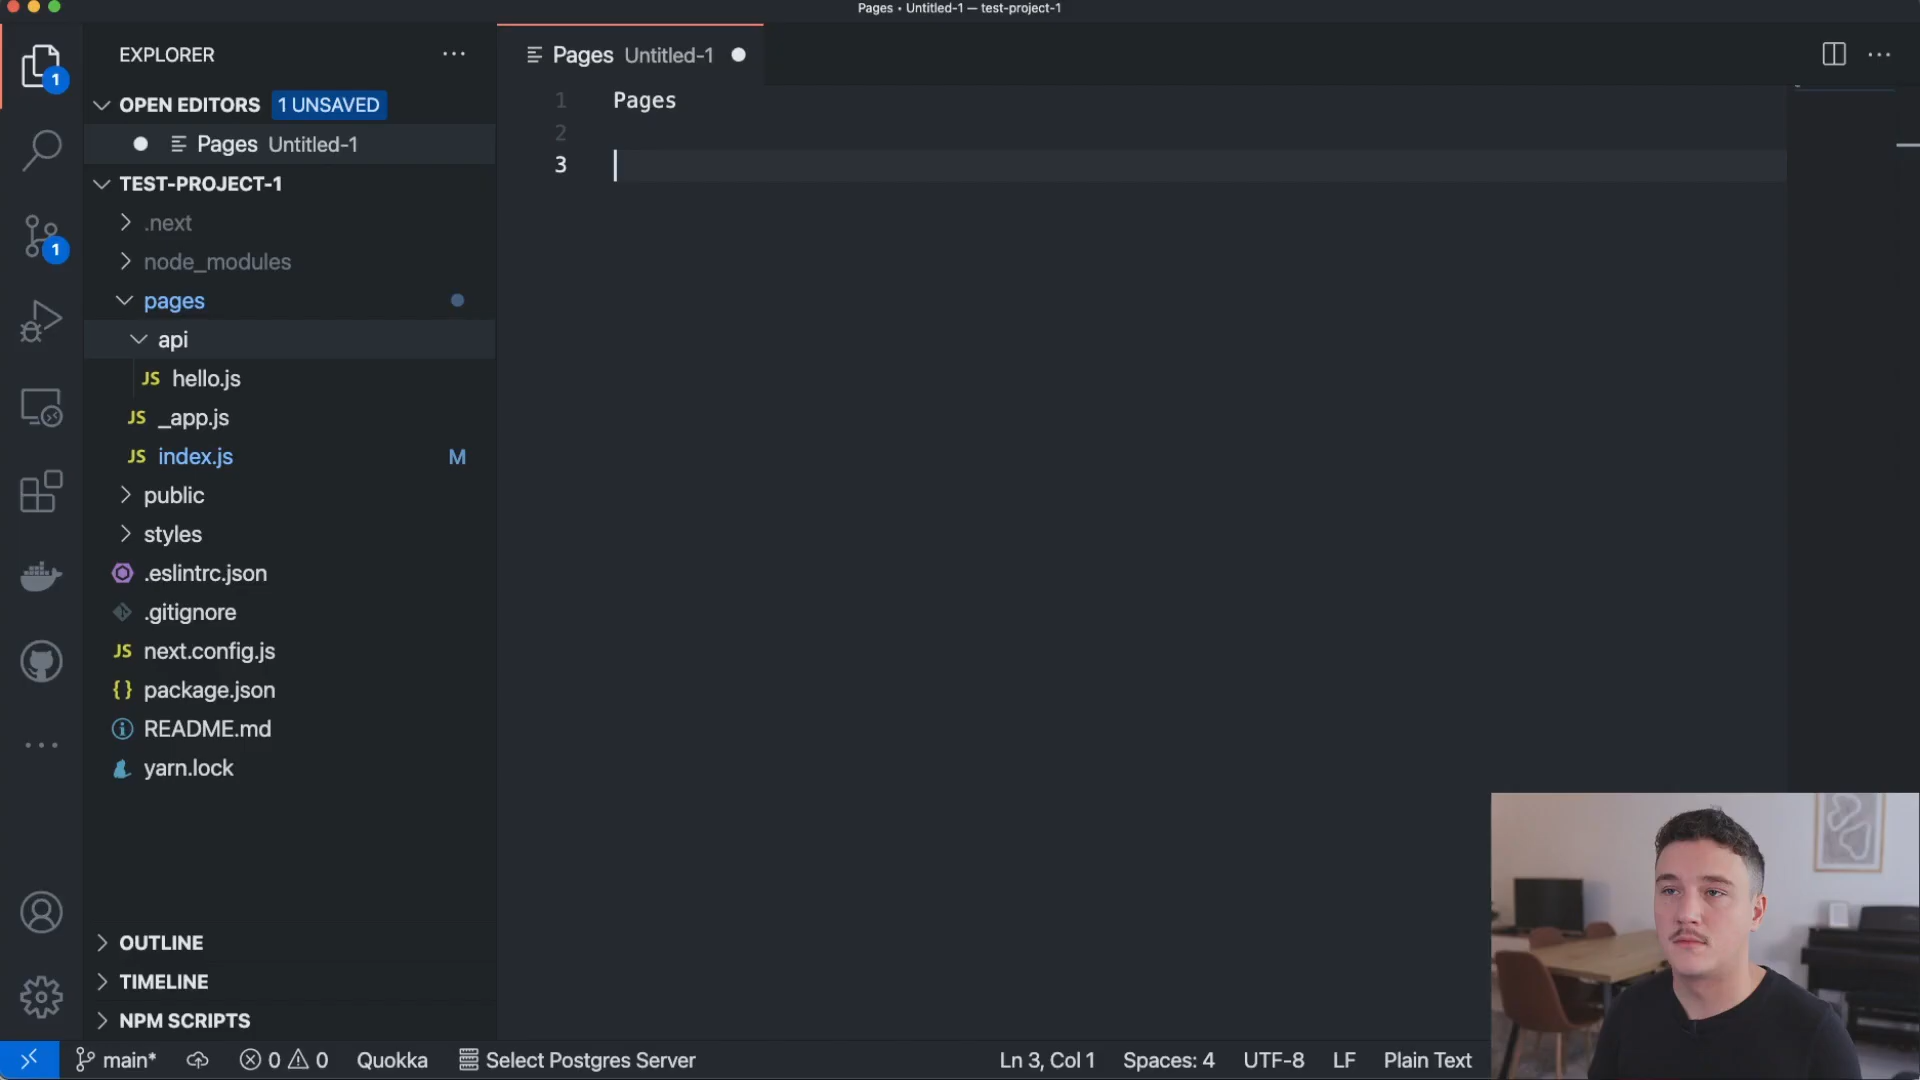 Pages • Untitled-1 — test-project-1
EXPLORER
Pages Untitled-1
1
OPEN EDITORS 1 UNSAVED
Pages Untitled-1
TEST-PROJECT-1
.next
node_modules
1
pages
api
JS hello.js
JS _app.js
JS index.js M
public
styles
.eslintrc.json
.gitignore
JS next.config.js
{} package.json
README.md
yarn.lock
OUTLINE
TIMELINE
NPM SCRIPTS
1 Pages
2
3
main* 0 0 Quokka Select Postgres Server Ln 3, Col 1 Spaces: 4 UTF-8 LF Plain Text